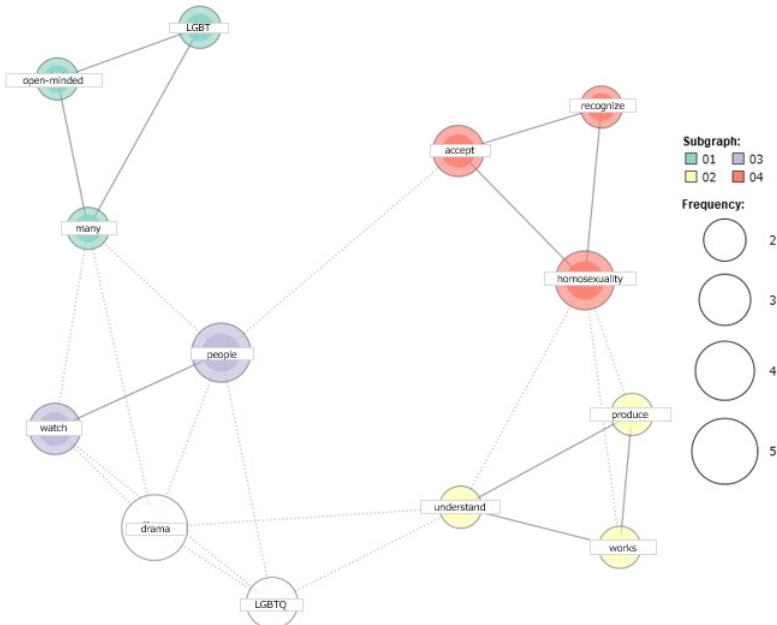 LGBT
open-minded
recognize
accept
many
homosexuality
people
produce
watch
understand
drama
works
LGBTQ
Subgraph:
01 03
02 04
Frequency:
2
3
4
5